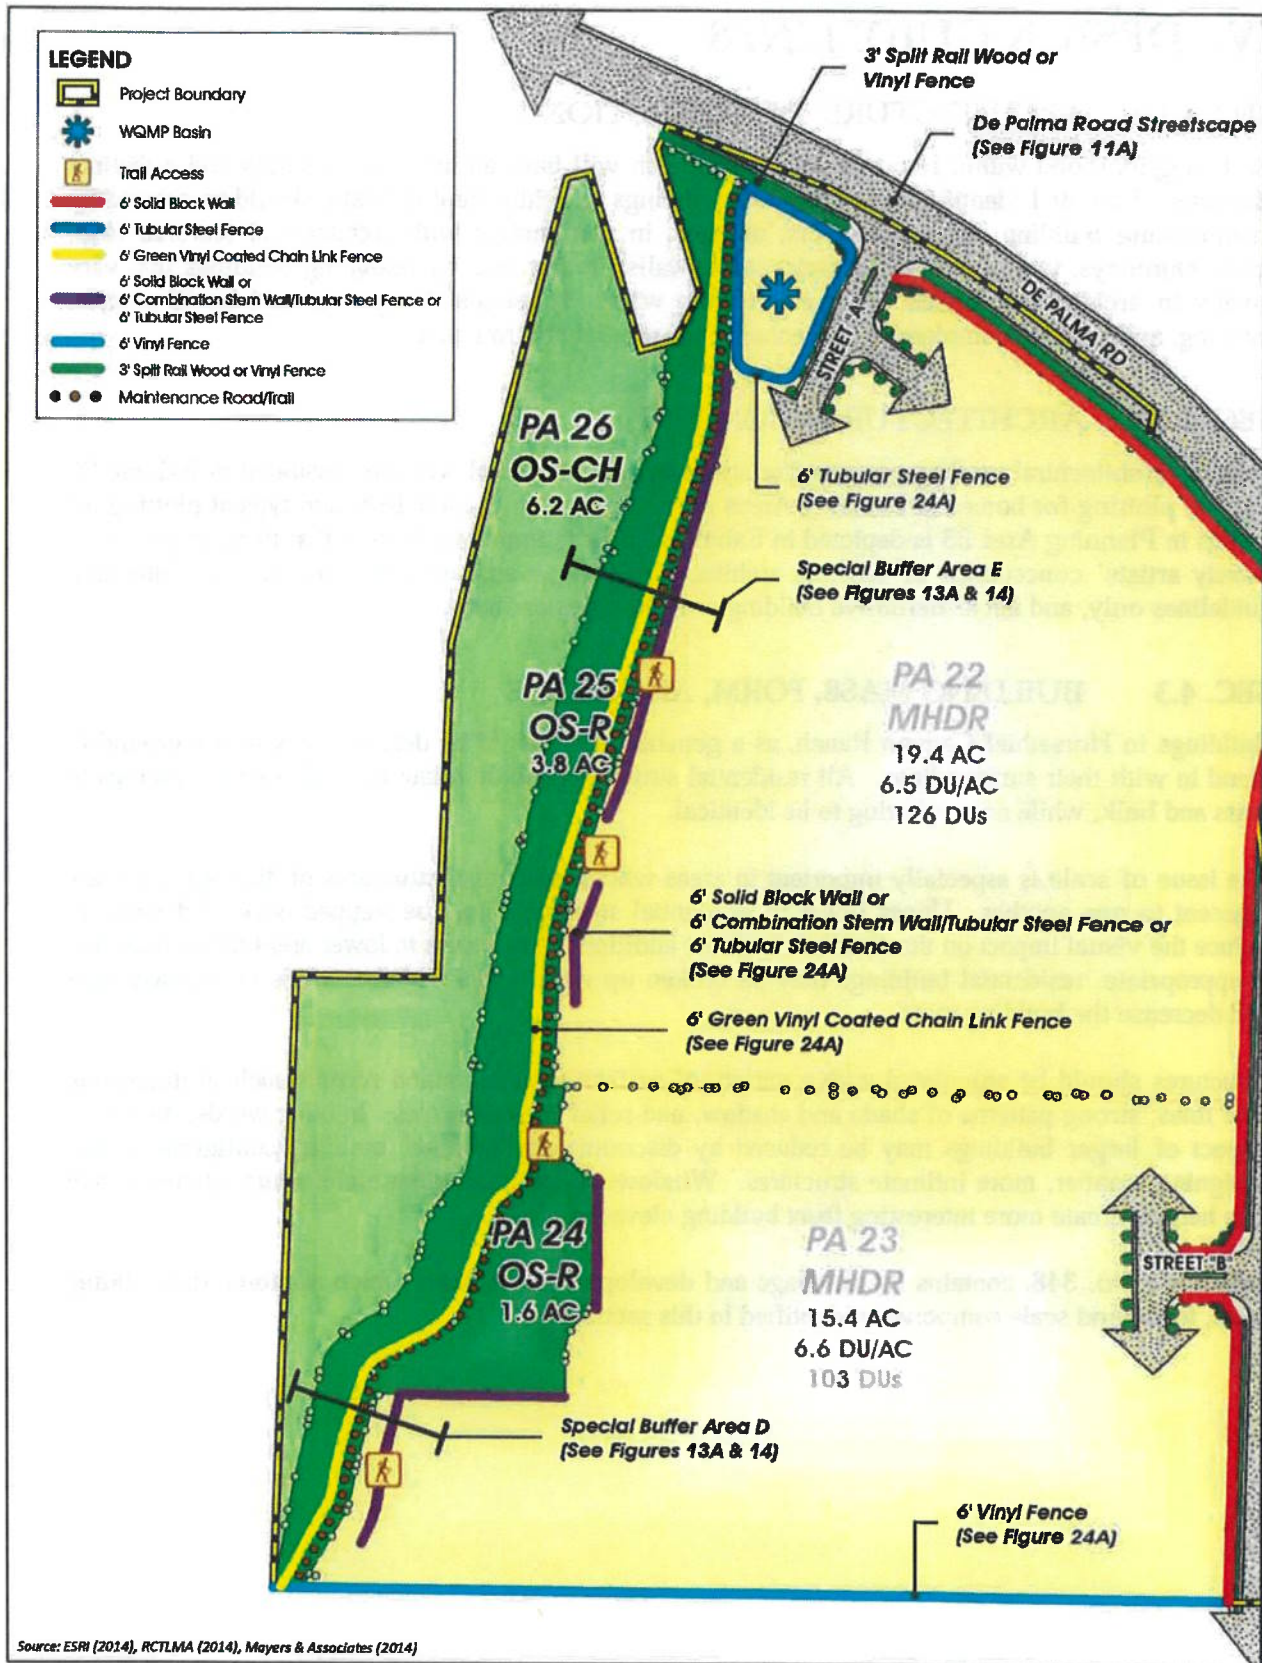 LEGEND
Project Boundary
WQMP Basin
Trail Access
6' Solid Block Wall
6' Tubular Steel Fence
6' Green Vinyl Coated Chain Link Fence
6' Solid Block Wall or
6' Combination Stem Wall/Tubular Steel Fence or
6' Tubular Steel Fence
6' Vinyl Fence
3' Split Rail Wood or Vinyl Fence
Maintenance Road/Trail
3' Split Rail Wood or
Vinyl Fence
De Palma Road Streetscape
(See Figure 11A)
DE PALMA RD
STREET "A"
PA 26
OS-CH
6.2 AC
6' Tubular Steel Fence
(See Figure 24A)
Special Buffer Area E
(See Figures 13A & 14)
PA 25
OS-R
3.8 AC
PA 22
MHDR
19.4 AC
6.5 DU/AC
126 DUs
6' Solid Block Wall or
6' Combination Stem Wall/Tubular Steel Fence or
6' Tubular Steel Fence
(See Figure 24A)
6' Green Vinyl Coated Chain Link Fence
(See Figure 24A)
PA 24
OS-R
1.6 AC
PA 23
MHDR
15.4 AC
6.6 DU/AC
103 DUs
STREET "B"
Special Buffer Area D
(See Figures 13A & 14)
6' Vinyl Fence
(See Figure 24A)
Source: ESRI (2014), RCTLMA (2014), Mayers & Associates (2014)